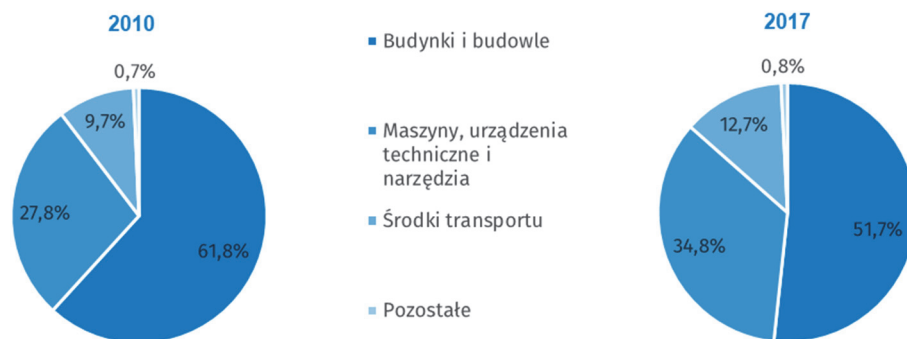 2010
0,7%
9,7%
27,8%
61,8%
Budynki i budowle
Maszyny, urządzenia
techniczne i
narzędzia
Środki transportu
Pozostałe
2017
0,8%
12,7%
34,8%
51,7%